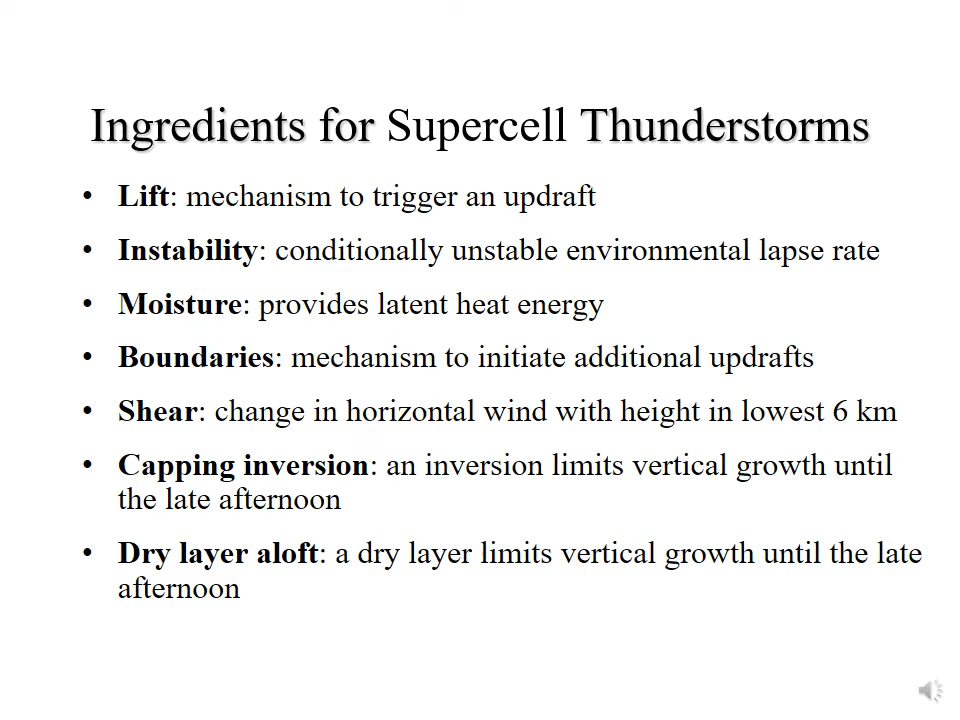 Ingredients for Supercell Thunderstorms
• Lift: mechanism to trigger an updraft
• Instability: conditionally unstable environmental lapse rate
• Moisture: provides latent heat energy
• Boundaries: mechanism to initiate additional updrafts
• Shear: change in horizontal wind with height in lowest 6 km
• Capping inversion: an inversion limits vertical growth until
the late afternoon
• Dry layer aloft: a dry layer limits vertical growth until the late
afternoon